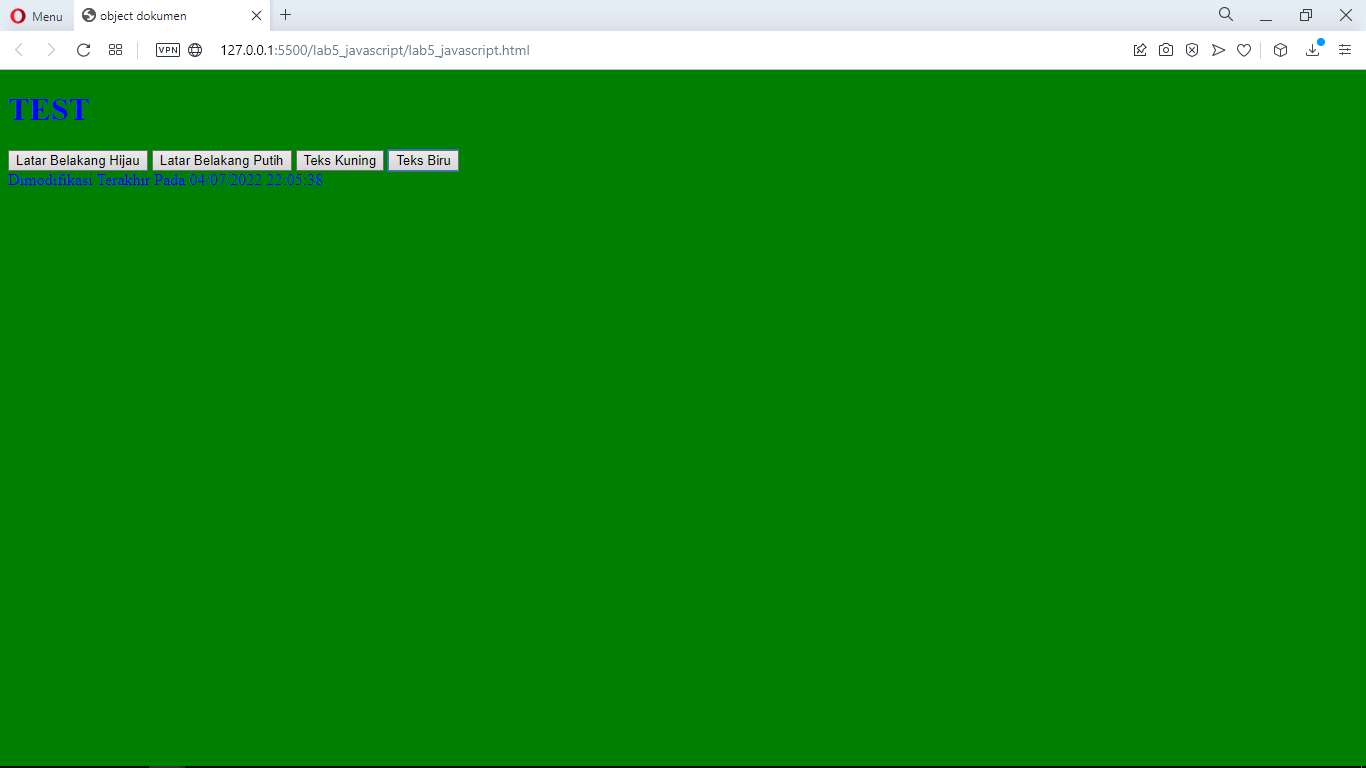 Menu
object dokumen
VPN
127.0.0.1:5500/lab5_javascript/lab5_javascript.html
TEST
Latar Belakang Hijau Latar Belakang Putih Teks Kuning Teks Biru
Dimodifikasi Terakhir Pada 04/07/2022 22:05:38